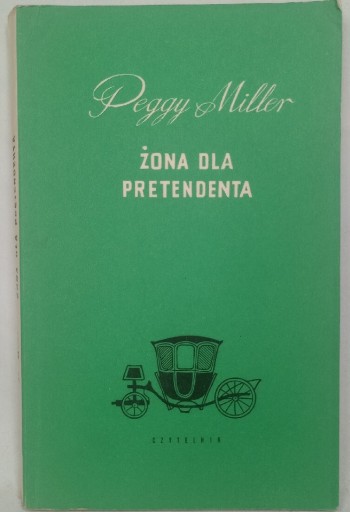 Peggy Miller
ŻONA DLA
PRETENDENTA
CZYTELNIK